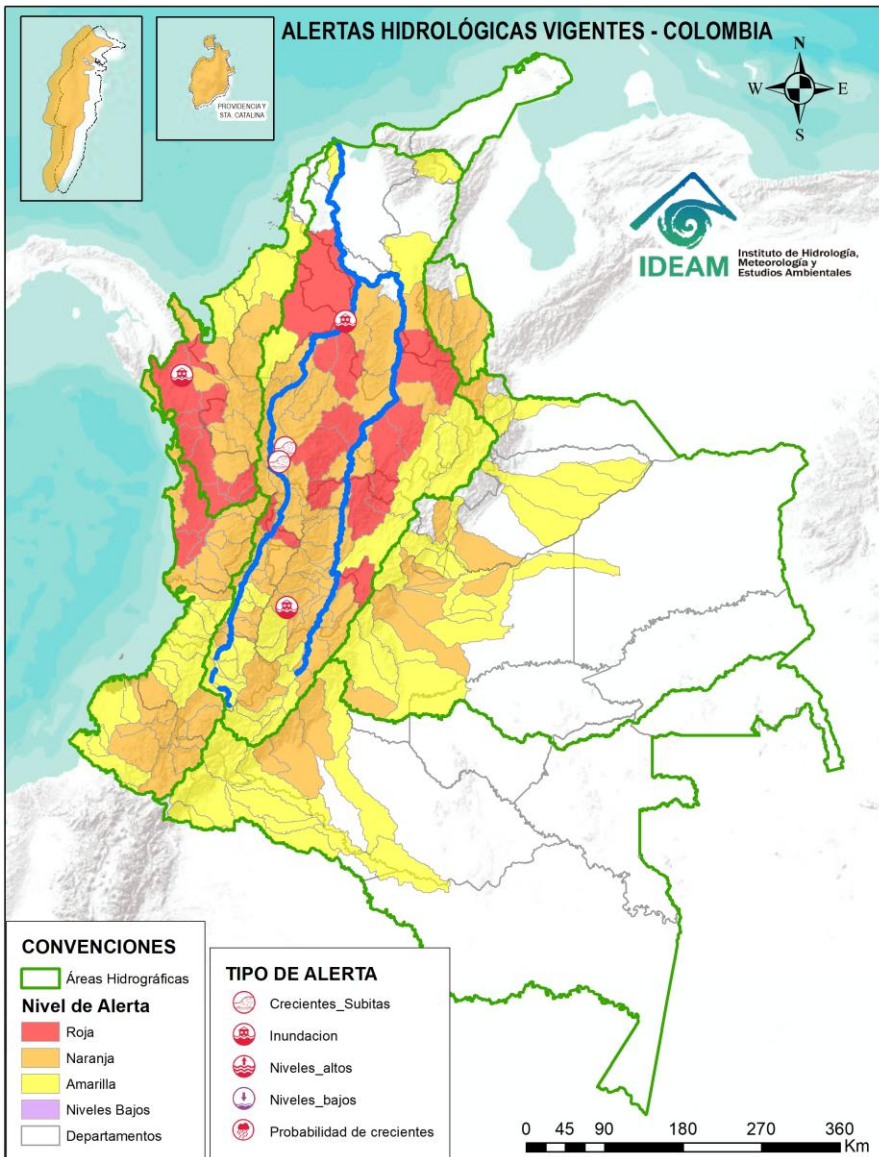 ALERTAS HIDROLÓGICAS VIGENTES - COLOMBIA
PROVIDENCIA Y
STA. CATALINA
N
W
E
S
IDEAM
Instituto de Hidrología,
Meteorología y
Estudios Ambientales
CONVENCIONES
Áreas Hidrográficas
Nivel de Alerta
Roja
Naranja
Amarilla
Niveles Bajos
Departamentos
TIPO DE ALERTA
Crecientes_Subitas
Inundacion
Niveles_altos
Niveles_bajos
Probabilidad de crecientes
0 45 90 180 270 360
Km